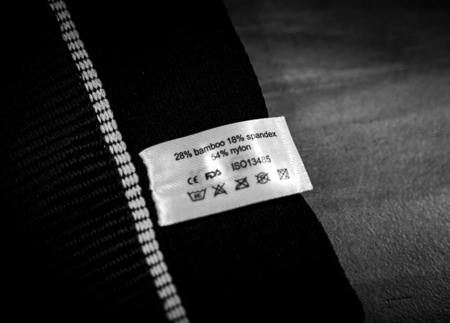 28% bamboo 18% spandex
54% nylon
CE FDA ISO13485